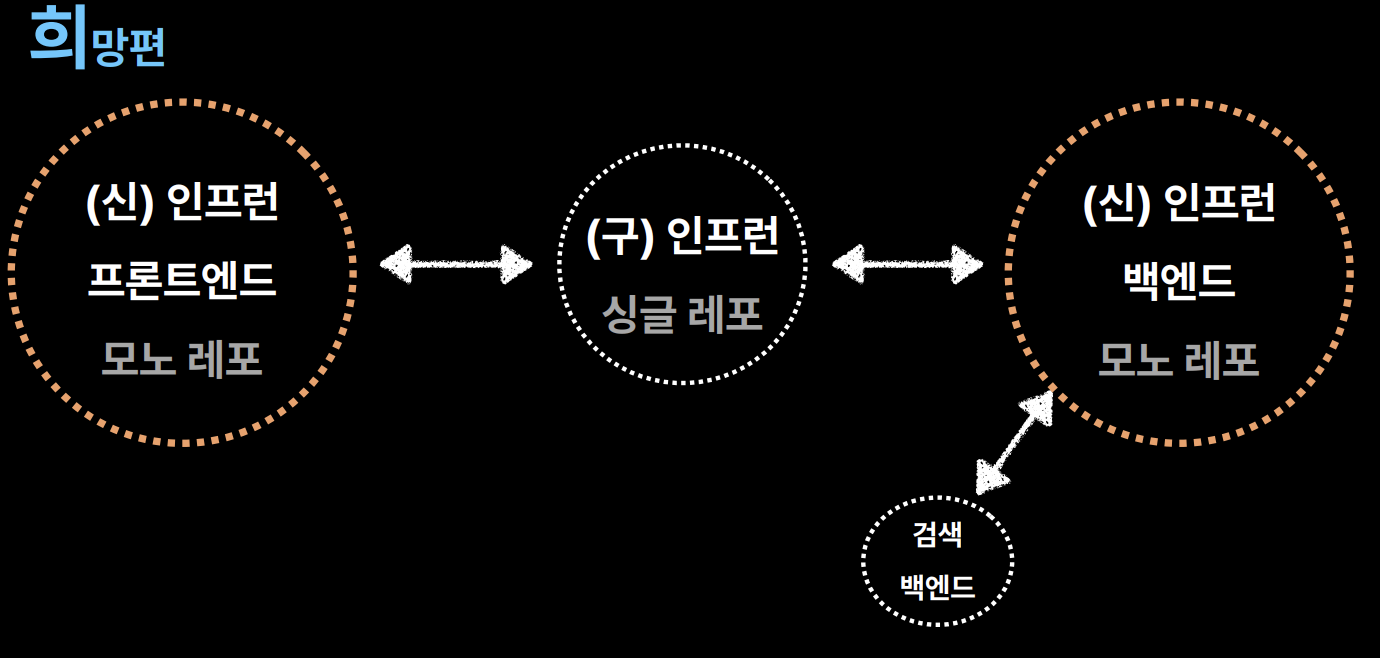 희망편
(신) 인프런
프론트엔드
모노 레포
(구) 인프런
싱글 레포
(신) 인프런
백엔드
모노 레포
검색
백엔드